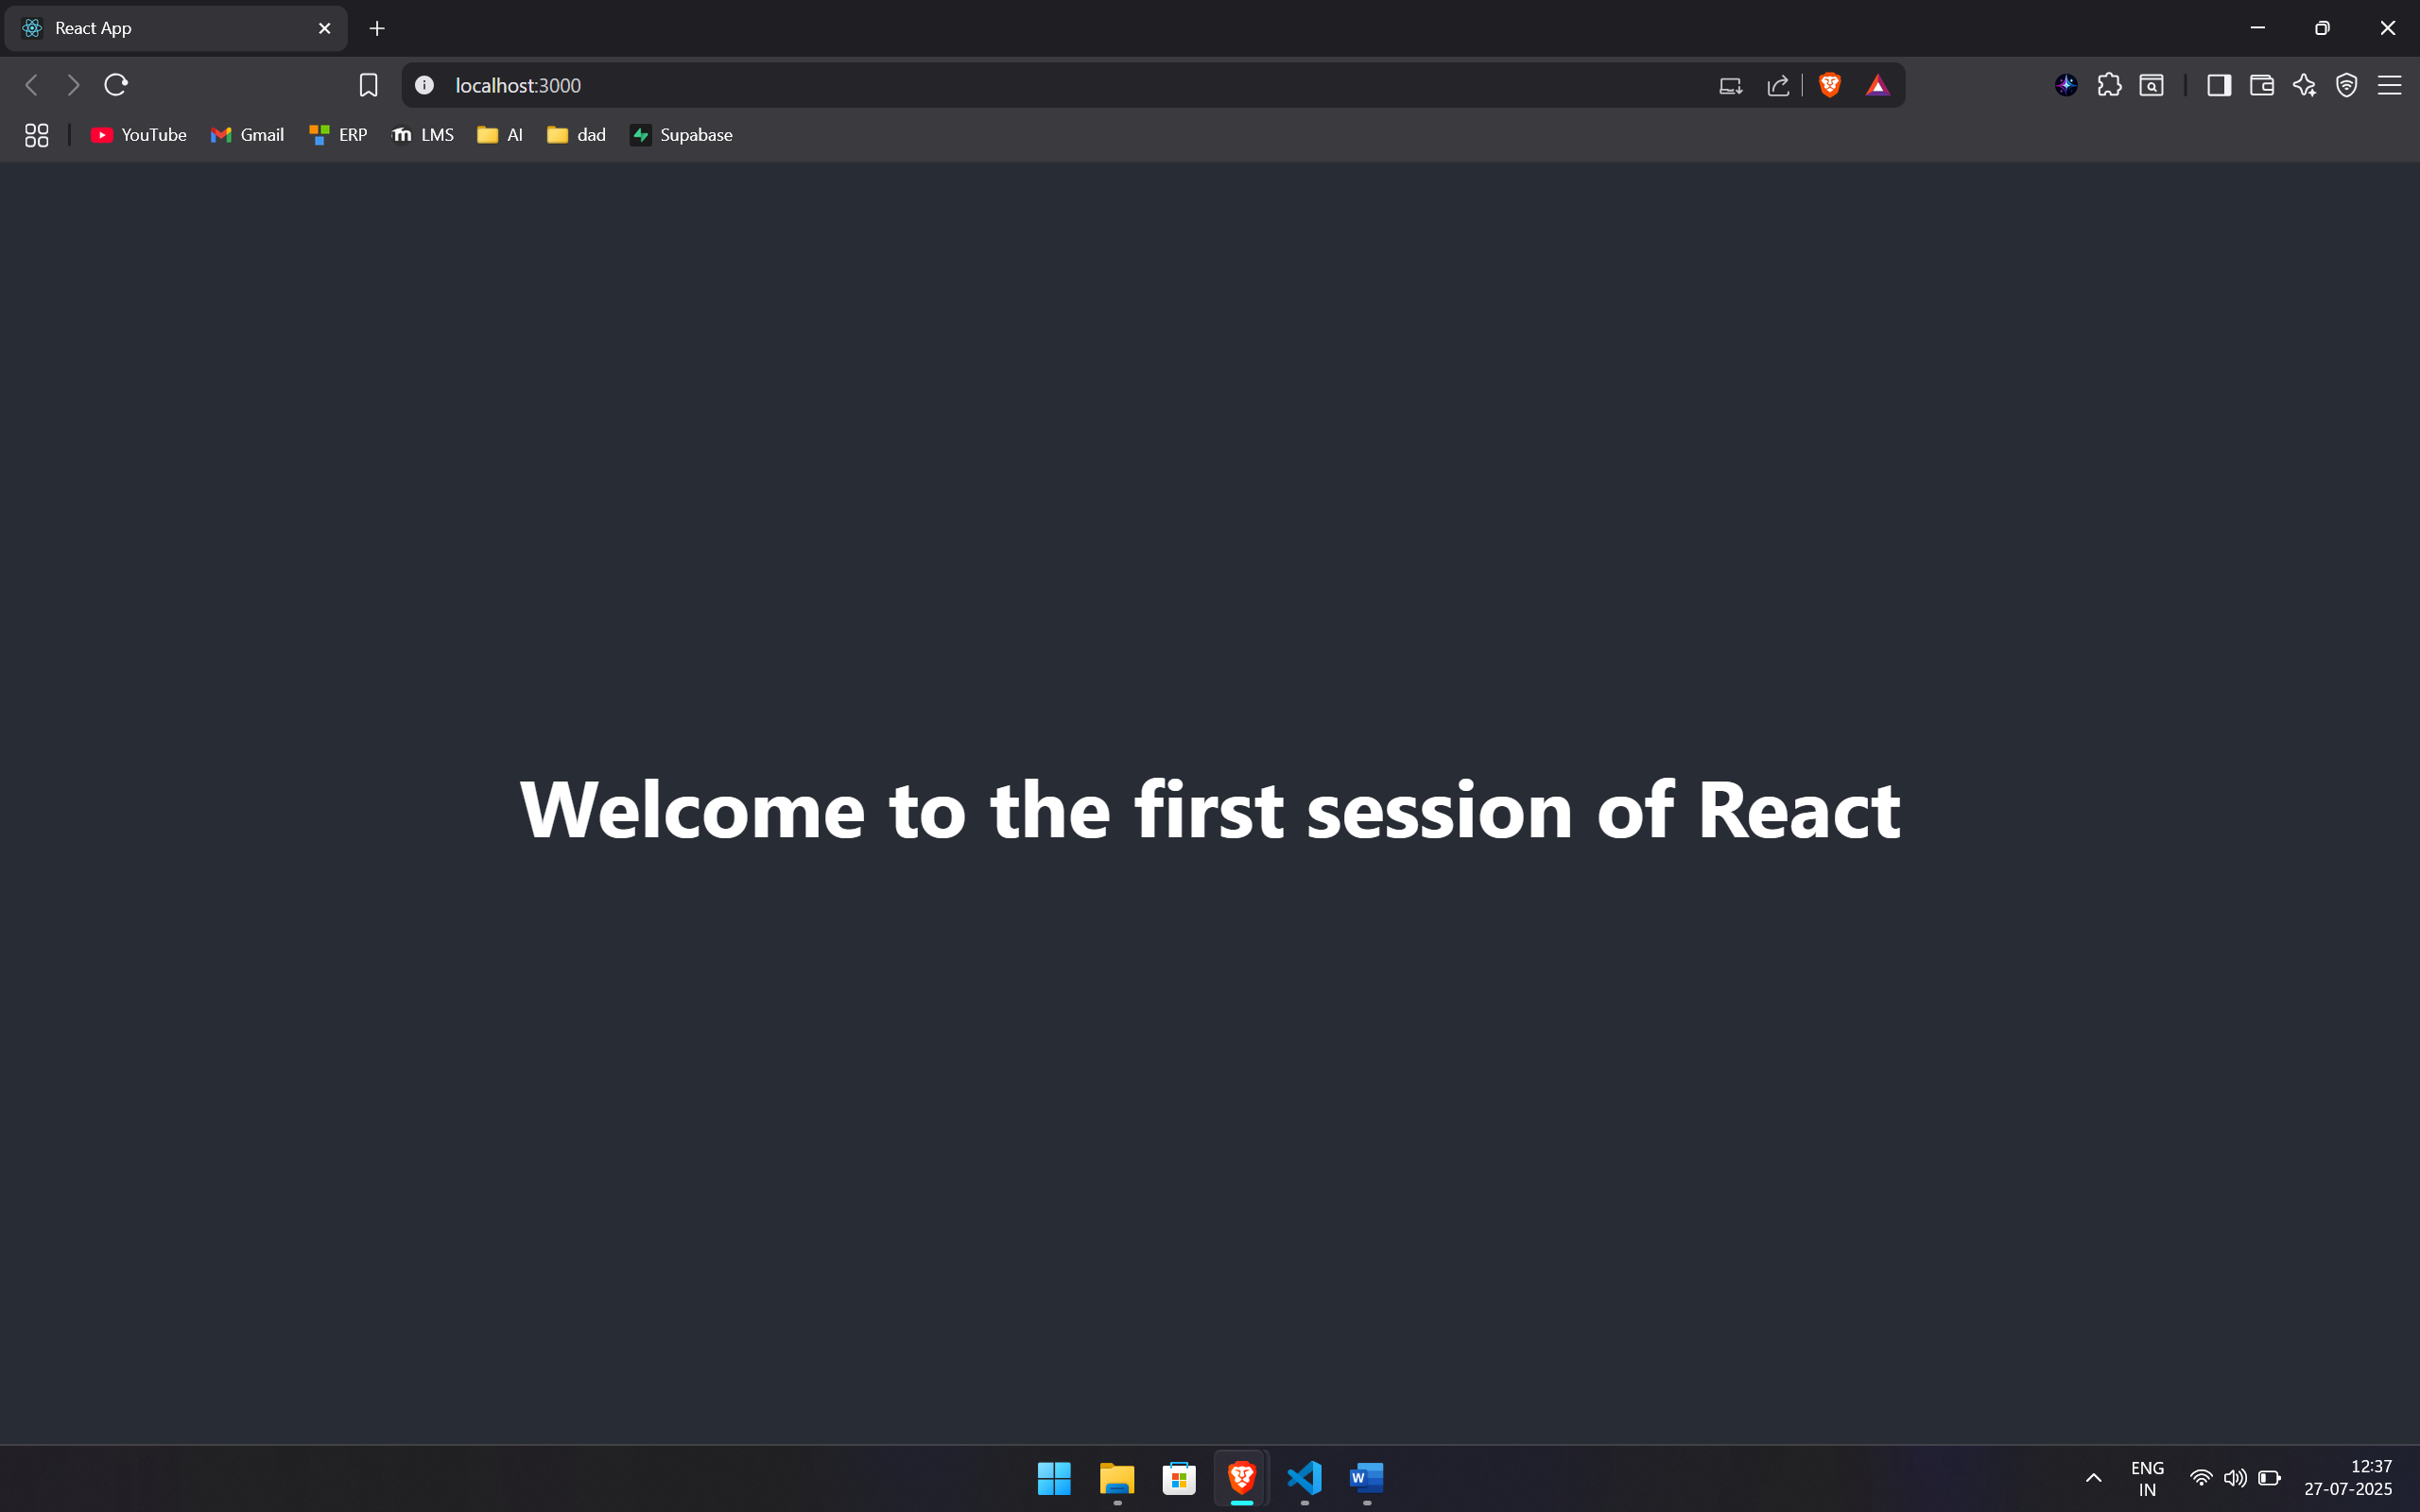 React App
localhost:3000
YouTube Gmail ERP LMS AI dad Supabase
Welcome to the first session of React
ENG 12:37
IN 27-07-2025